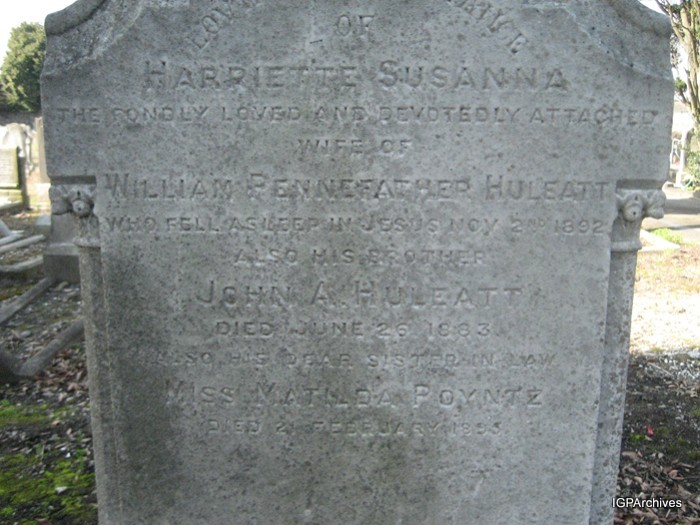 OF
HARRIETTE SUSANNA
THE FONDLY LOVED AND DEVOTEDLY ATTACHED
WIFE OF
WILLIAM PENNEFATHER HULEATT
WHO FELL ASLEEP IN JESUS NOV 2ND 1892
ALSO HIS BROTHER
JOHN A. HULEATT
DIED JUNE 26 1883
ALSO HIS DEAR SISTER-IN-LAW
MISS MATILDA POYNTZ
DIED 2 FEBRUARY
IGPArchives